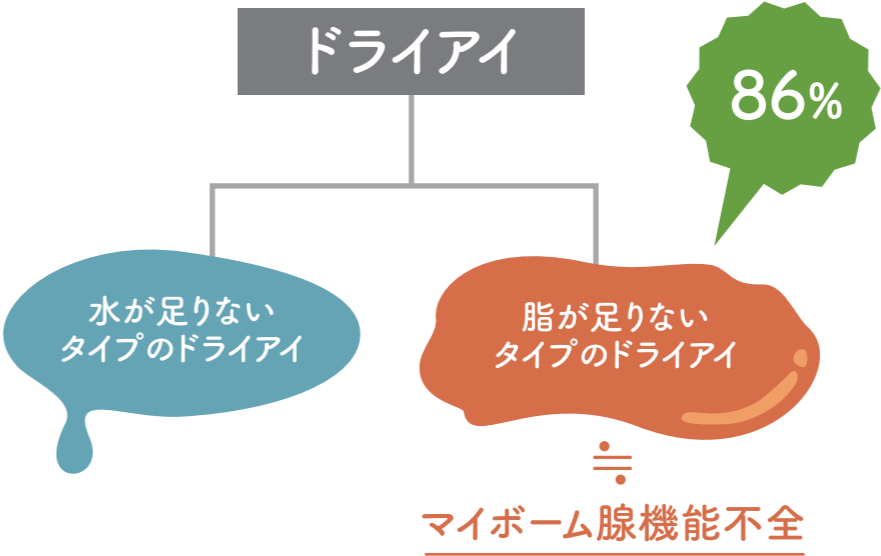 ドライアイ
86%
水が足りない
タイプのドライアイ
脂が足りない
タイプのドライアイ
≒
マイボーム腺機能不全